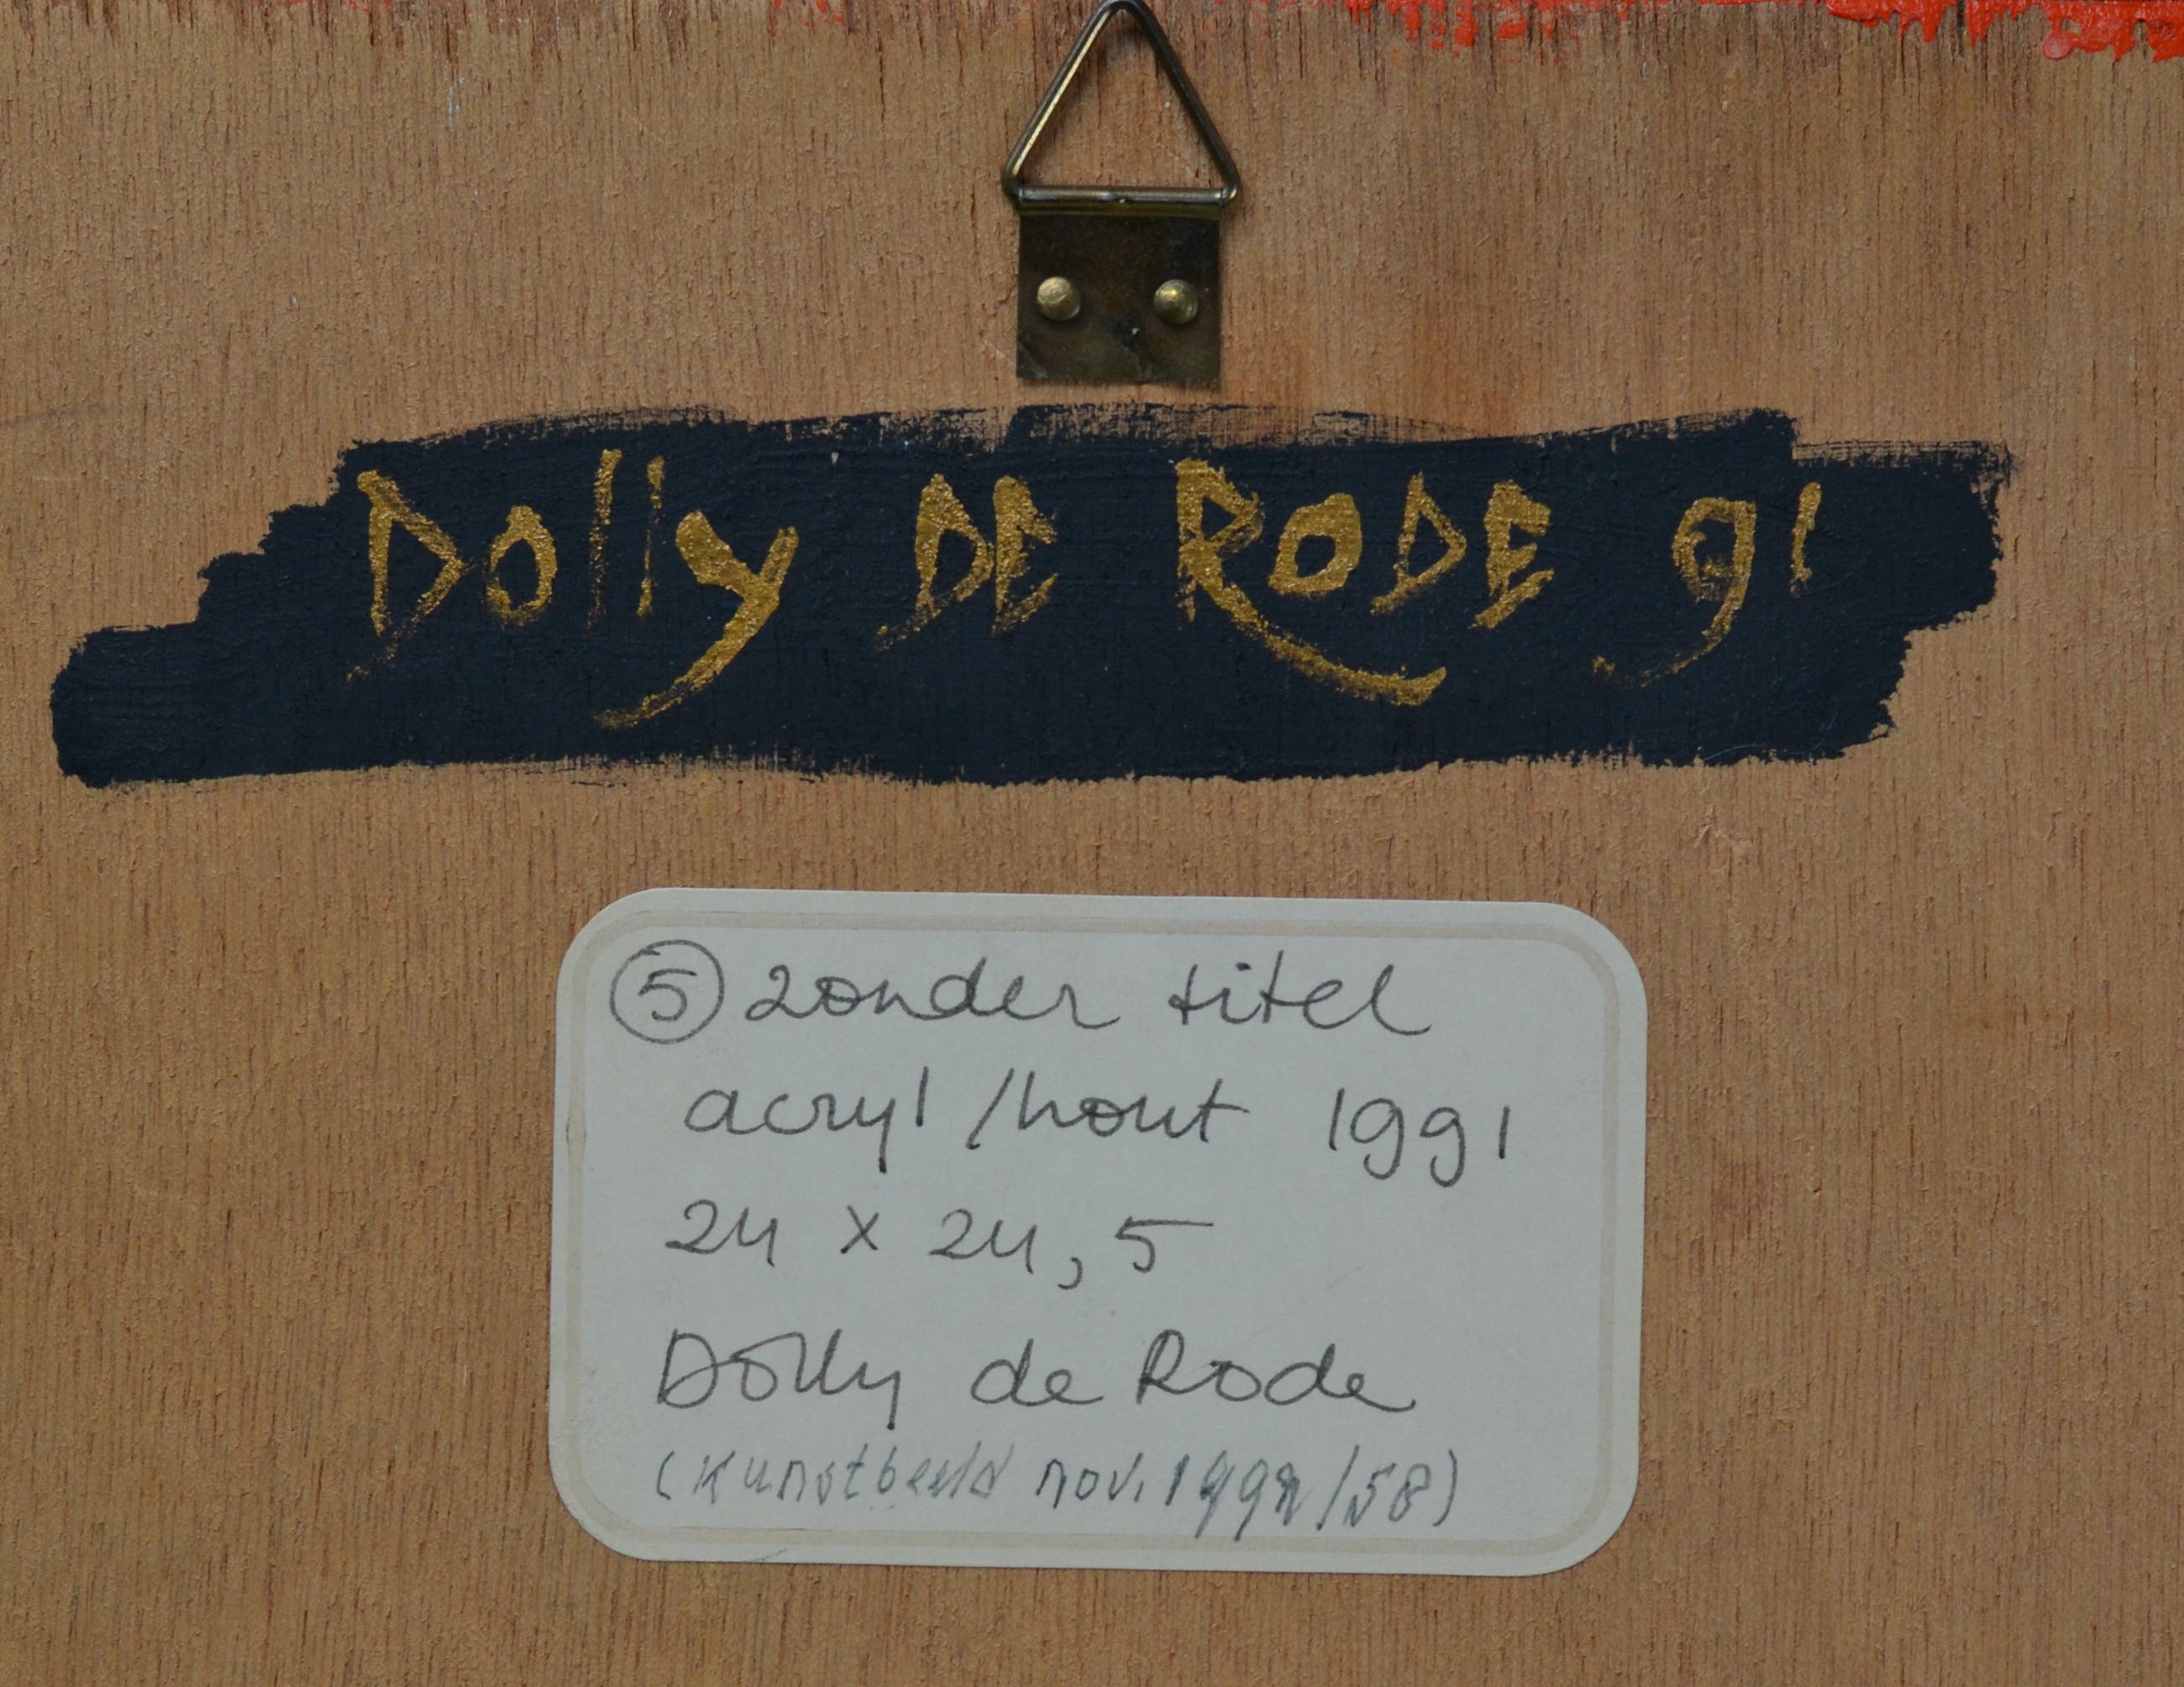 Dolly DE RODE 91
⑤ zonder titel
acryl /hout 1991
24 x 24,5
Dolly de Rode
(Kunstbeeld nov. /58)